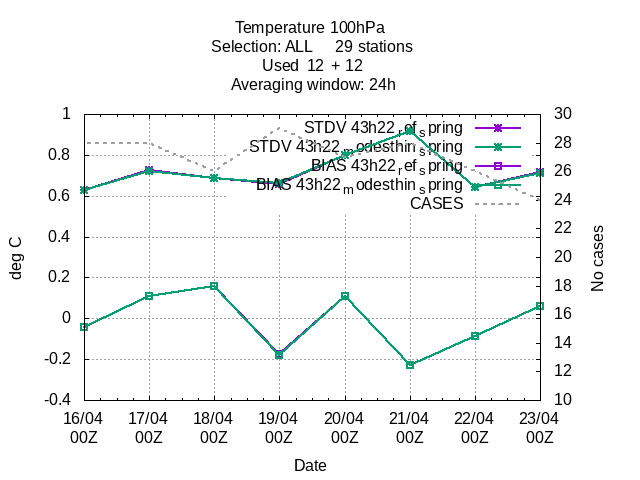 Temperature 100hPa
Selection: ALL 29 stations
Used 12 + 12
Averaging window: 24h
STDV 43h22_ref_spring
STDV 43h22_modesthin_spring
BIAS 43h22_ref_spring
BIAS 43h22_modesthin_spring
CASES
deg C
1
0.8
0.6
0.4
0.2
0
-0.2
-0.4
No cases
30
28
26
24
22
20
18
16
14
12
10
16/04 17/04 18/04 19/04 20/04 21/04 22/04 23/04
00Z 00Z 00Z 00Z 00Z 00Z 00Z 00Z
Date